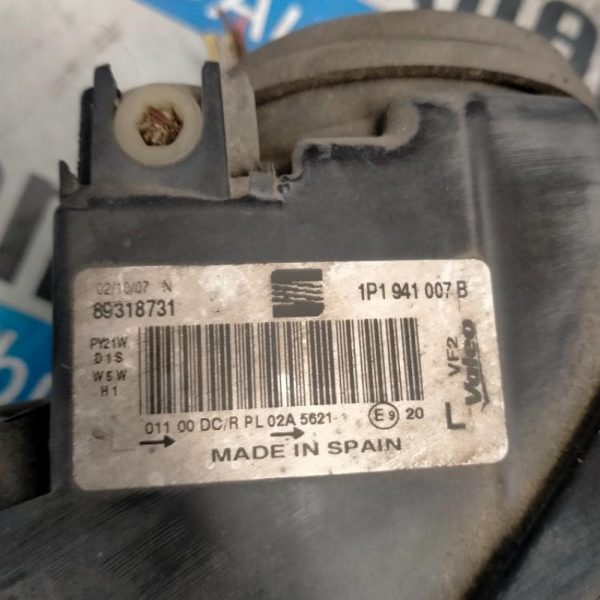 02/10/07 N
89318731
1P1 941 007 B
PY21W
D1S
W5W
H1
VF2
Valeo
L
011 00 DC/R PL 02A 5621
E9 20
MADE IN SPAIN